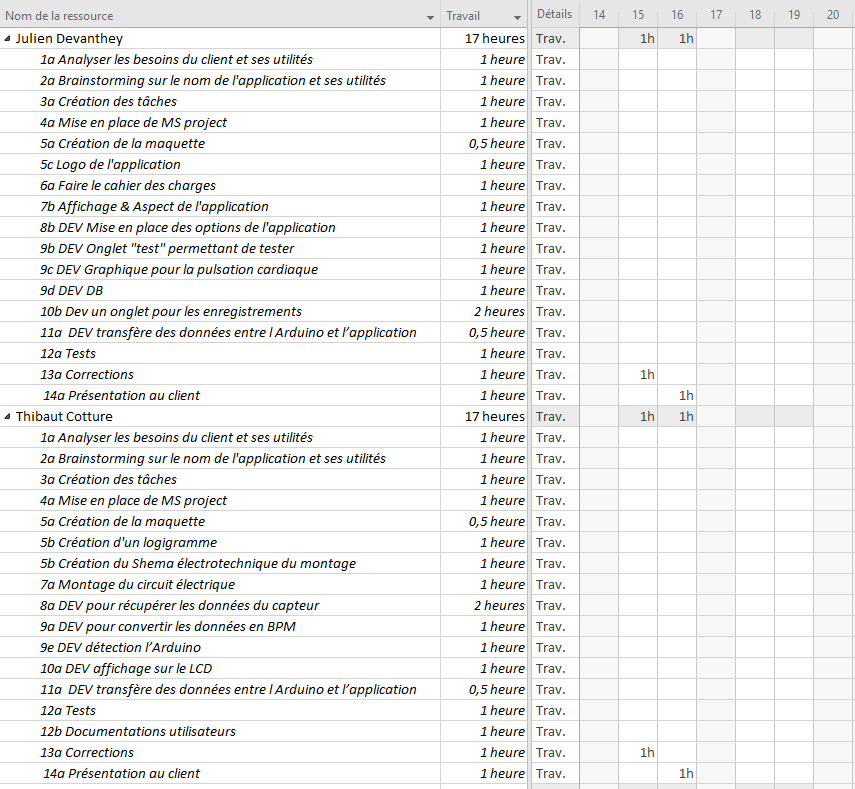 Nom de la ressource Travail Détails 14 15 16 17 18 19 20
Julien Devanthey 17 heures Trav. 1h 1h
1a Analyser les besoins du client et ses utilités 1 heure Trav.
2a Brainstorming sur le nom de l'application et ses utilités 1 heure Trav.
3a Création des tâches 1 heure Trav.
4a Mise en place de MS project 1 heure Trav.
5a Création de la maquette 0,5 heure Trav.
5c Logo de l'application 1 heure Trav.
6a Faire le cahier des charges 1 heure Trav.
7b Affichage & Aspect de l'application 1 heure Trav.
8b DEV Mise en place des options de l'application 1 heure Trav.
9b DEV Onglet "test" permettant de tester 1 heure Trav.
9c DEV Graphique pour la pulsation cardiaque 1 heure Trav.
9d DEV DB 1 heure Trav.
10b Dev un onglet pour les enregistrements 2 heures Trav.
11a DEV transfère des données entre l Arduino et l’application 0,5 heure Trav.
12a Tests 1 heure Trav.
13a Corrections 1 heure Trav. 1h
14a Présentation au client 1 heure Trav. 1h
Thibaut Cotture 17 heures Trav. 1h 1h
1a Analyser les besoins du client et ses utilités 1 heure Trav.
2a Brainstorming sur le nom de l'application et ses utilités 1 heure Trav.
3a Création des tâches 1 heure Trav.
4a Mise en place de MS project 1 heure Trav.
5a Création de la maquette 0,5 heure Trav.
5b Création d'un logigramme 1 heure Trav.
5b Création du Shema électrotechnique du montage 1 heure Trav.
7a Montage du circuit électrique 1 heure Trav.
8a DEV pour récupérer les données du capteur 2 heures Trav.
9a DEV pour convertir les données en BPM 1 heure Trav.
9e DEV détection l’Arduino 1 heure Trav.
10a DEV affichage sur le LCD 1 heure Trav.
11a DEV transfère des données entre l Arduino et l’application 0,5 heure Trav.
12a Tests 1 heure Trav.
12b Documentations utilisateurs 1 heure Trav.
13a Corrections 1 heure Trav. 1h
14a Présentation au client 1 heure Trav. 1h